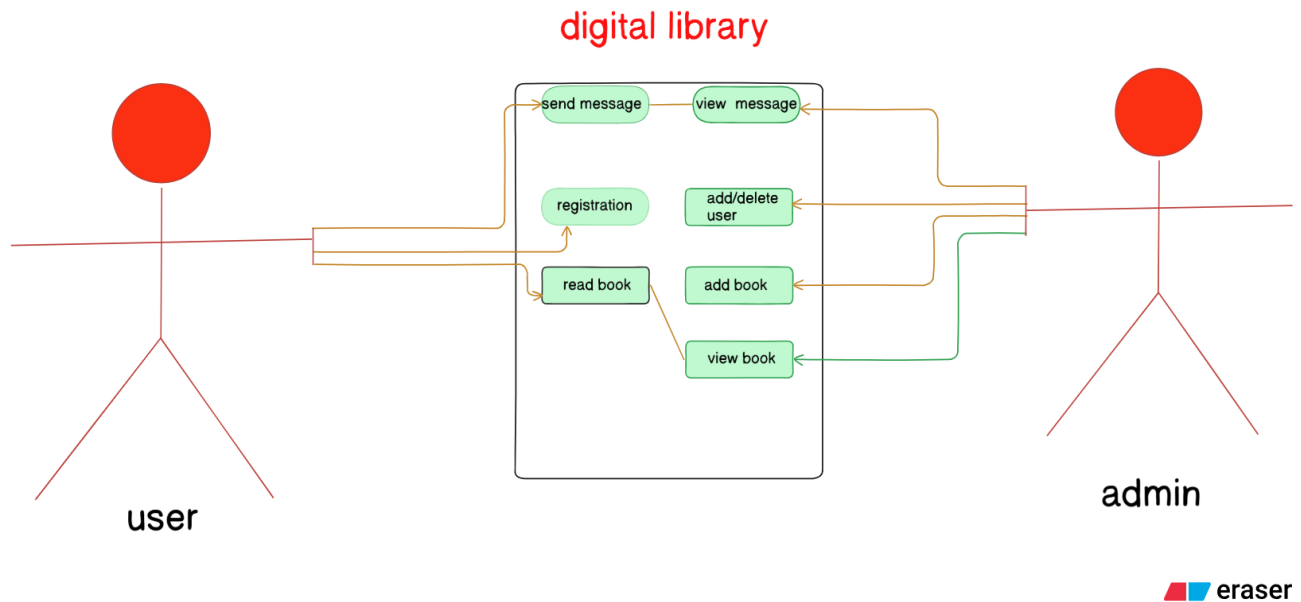 digital library
send message
view message
registration
add/delete
user
read book
add book
view book
user
admin
eraser